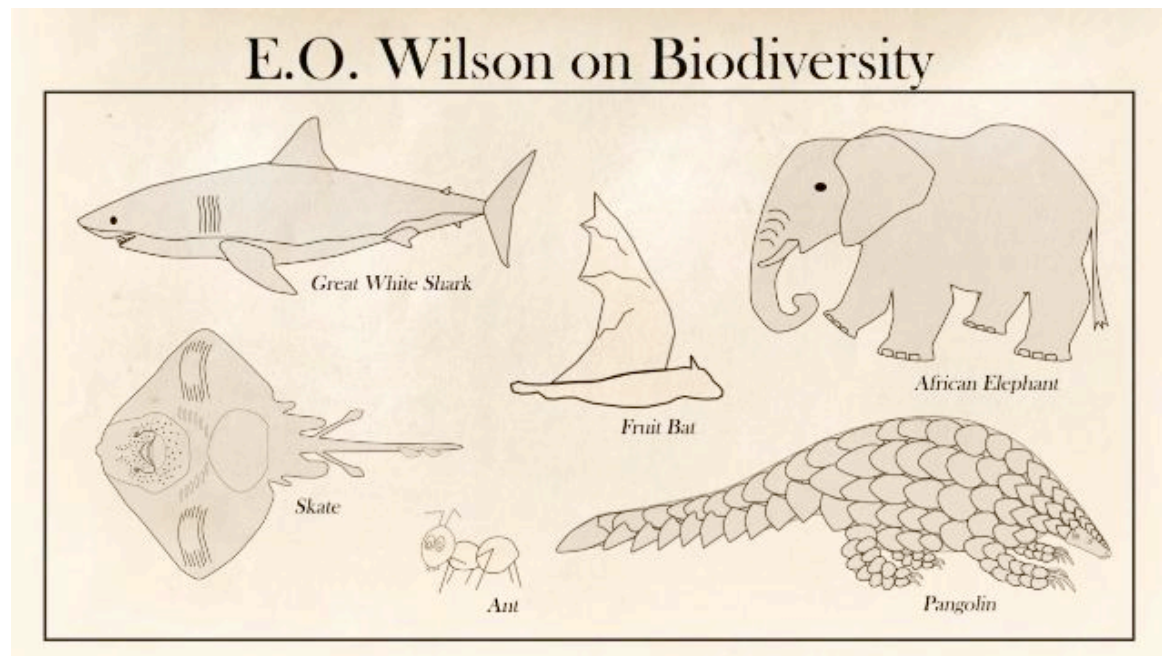 E.O. Wilson on Biodiversity
Great White Shark
African Elephant
Fruit Bat
Skate
Ant
Pangolin